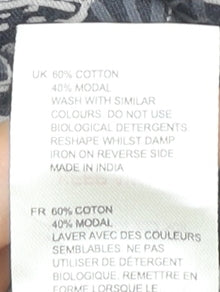 UK 60% COTTON
40% MODAL
WASH WITH SIMILAR
COLOURS. DO NOT USE
BIOLOGICAL DETERGENTS
RESHAPE WHILST DAMP
IRON ON REVERSE SIDE
MADE IN INDIA
FR 60% COTON
40% MODAL
LAVER AVEC DES COULEURS
SEMBLABLES. NE PAS
UTILISER DE DÉTERGENT
BIOLOGIQUE. REMETTRE EN
FORME LORSQUE LE